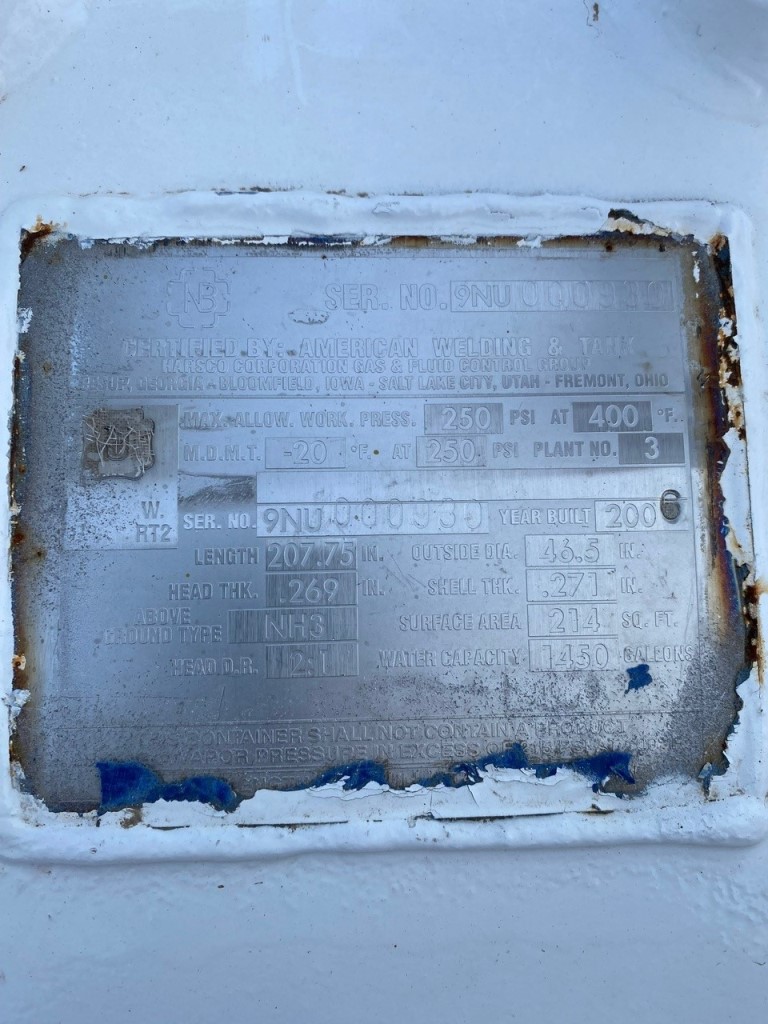 NB SER. NO. 9NU
CERTIFIED BY: AMERICAN WELDING & TANK
HARSCO CORPORATION GAS & FLUID CONTROL GROUP
GEORGIA - BLOOMFIELD, IOWA - SALT LAKE CITY, UTAH - FREMONT, OHIO
MAX. ALLOW. WORK. PRESS. 250 PSI AT 400 °F.
M.D.M.T. -20 °F. AT 250 PSI PLANT NO. 3
W.
RT2
SER. NO. 9NU YEAR BUILT 2006
LENGTH 207.75 IN. OUTSIDE DIA. 46.5 IN.
HEAD THK. .269 IN. SHELL THK. .271 IN.
ABOVE
GROUND TYPE NH3 SURFACE AREA 214 SQ. FT.
HEAD D.R. 2:1 WATER CAPACITY 1450 GALLONS
CONTAINER SHALL NOT CONTAIN A PRODUCT
VAPOR PRESSURE IN EXCESS